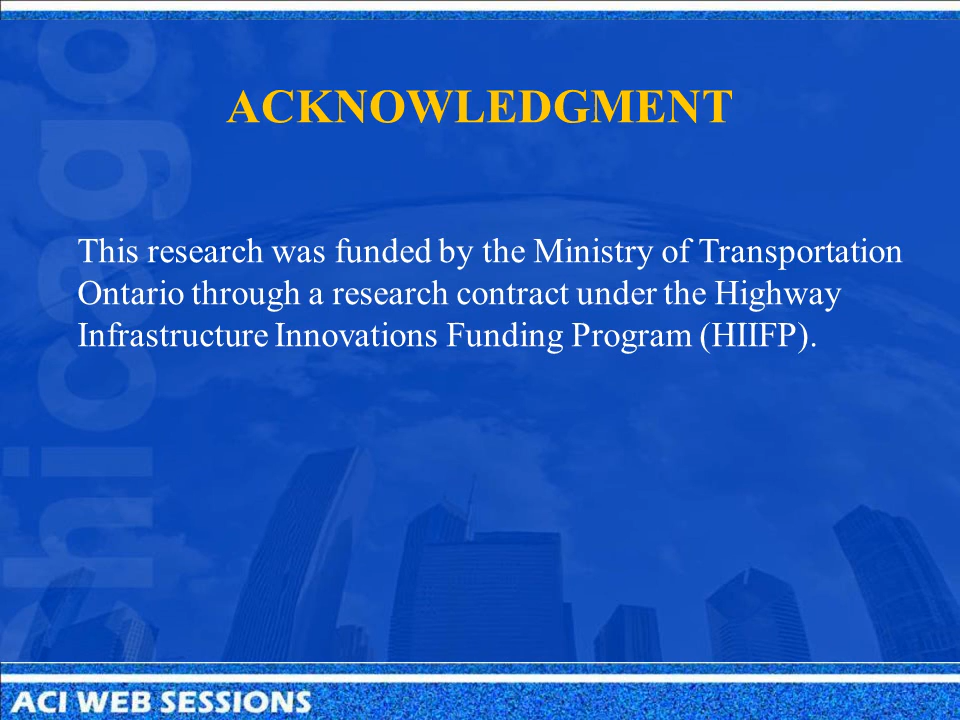 ACKNOWLEDGMENT
This research was funded by the Ministry of Transportation
Ontario through a research contract under the Highway
Infrastructure Innovations Funding Program (HIIFP).
Chicago
ACI WEB SESSIONS